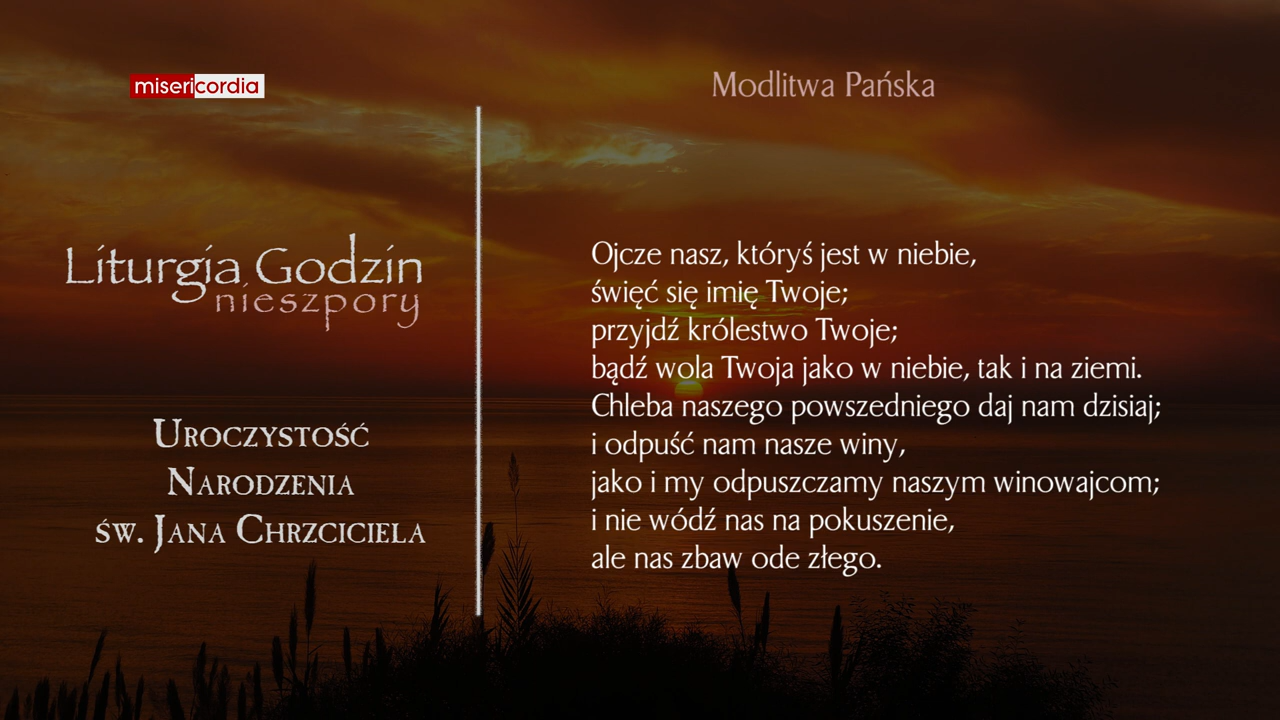 misericordia
Liturgia Godzin
nieszpory
Uroczystość
Narodzenia
św. Jana Chrzciciela
Modlitwa Pańska
Ojcze nasz, któryś jest w niebie,
święć się imię Twoje;
przyjdź królestwo Twoje;
bądź wola Twoja jako w niebie, tak i na ziemi.
Chleba naszego powszedniego daj nam dzisiaj;
i odpuść nam nasze winy,
jako i my odpuszczamy naszym winowajcom;
i nie wódź nas na pokuszenie,
ale nas zbaw ode złego.